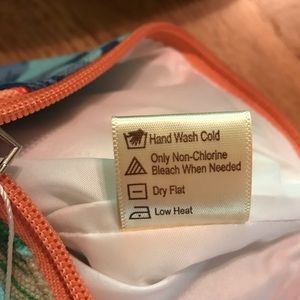 Hand Wash Cold
Only Non-Chlorine
Bleach When Needed
Dry Flat
Low Heat